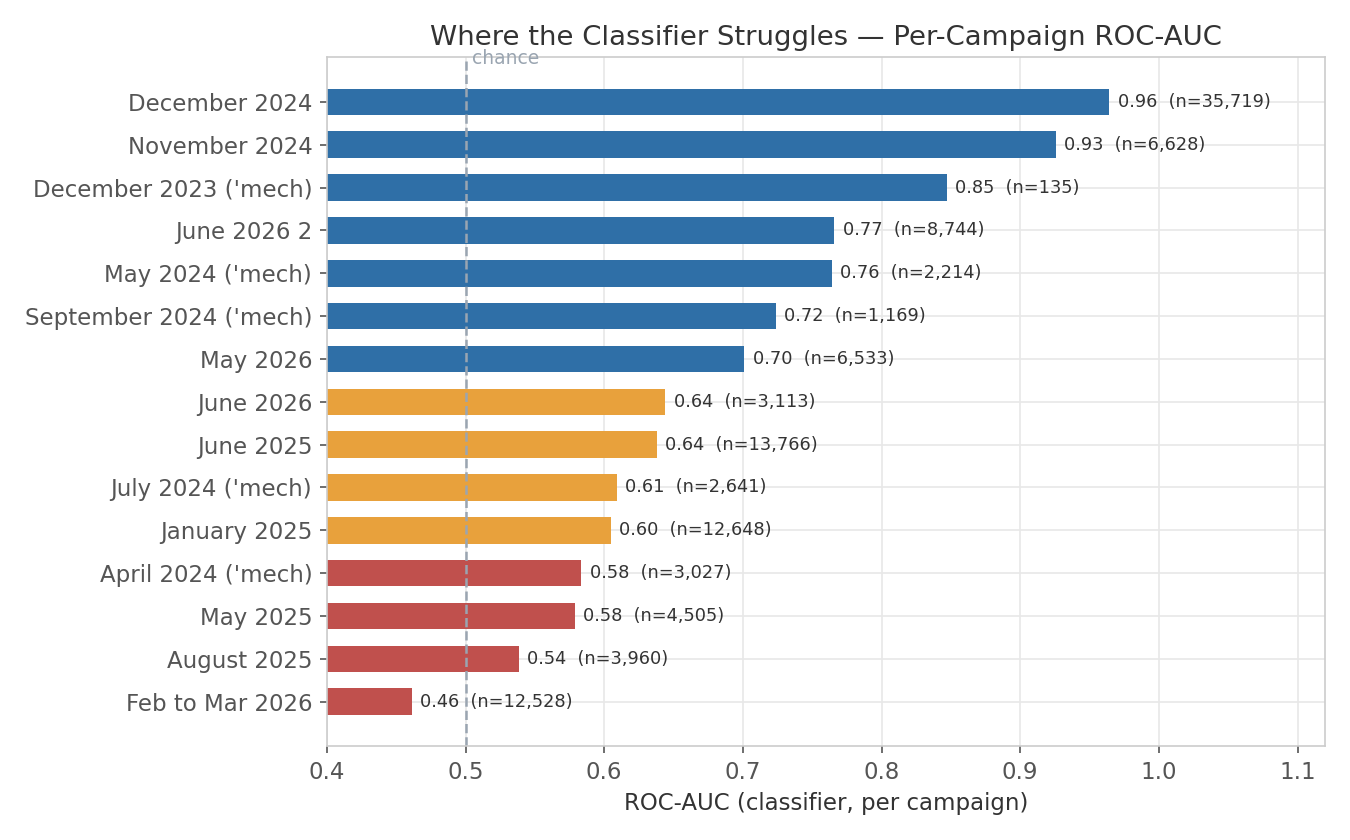 Where the Classifier Struggles — Per-Campaign ROC-AUC
chance
December 2024 0.96 (n=35,719)
November 2024 0.93 (n=6,628)
December 2023 ('mech) 0.85 (n=135)
June 2026 2 0.77 (n=8,744)
May 2024 ('mech) 0.76 (n=2,214)
September 2024 ('mech) 0.72 (n=1,169)
May 2026 0.70 (n=6,533)
June 2026 0.64 (n=3,113)
June 2025 0.64 (n=13,766)
July 2024 ('mech) 0.61 (n=2,641)
January 2025 0.60 (n=12,648)
April 2024 ('mech) 0.58 (n=3,027)
May 2025 0.58 (n=4,505)
August 2025 0.54 (n=3,960)
Feb to Mar 2026 0.46 (n=12,528)
0.4 0.5 0.6 0.7 0.8 0.9 1.0 1.1
ROC-AUC (classifier, per campaign)